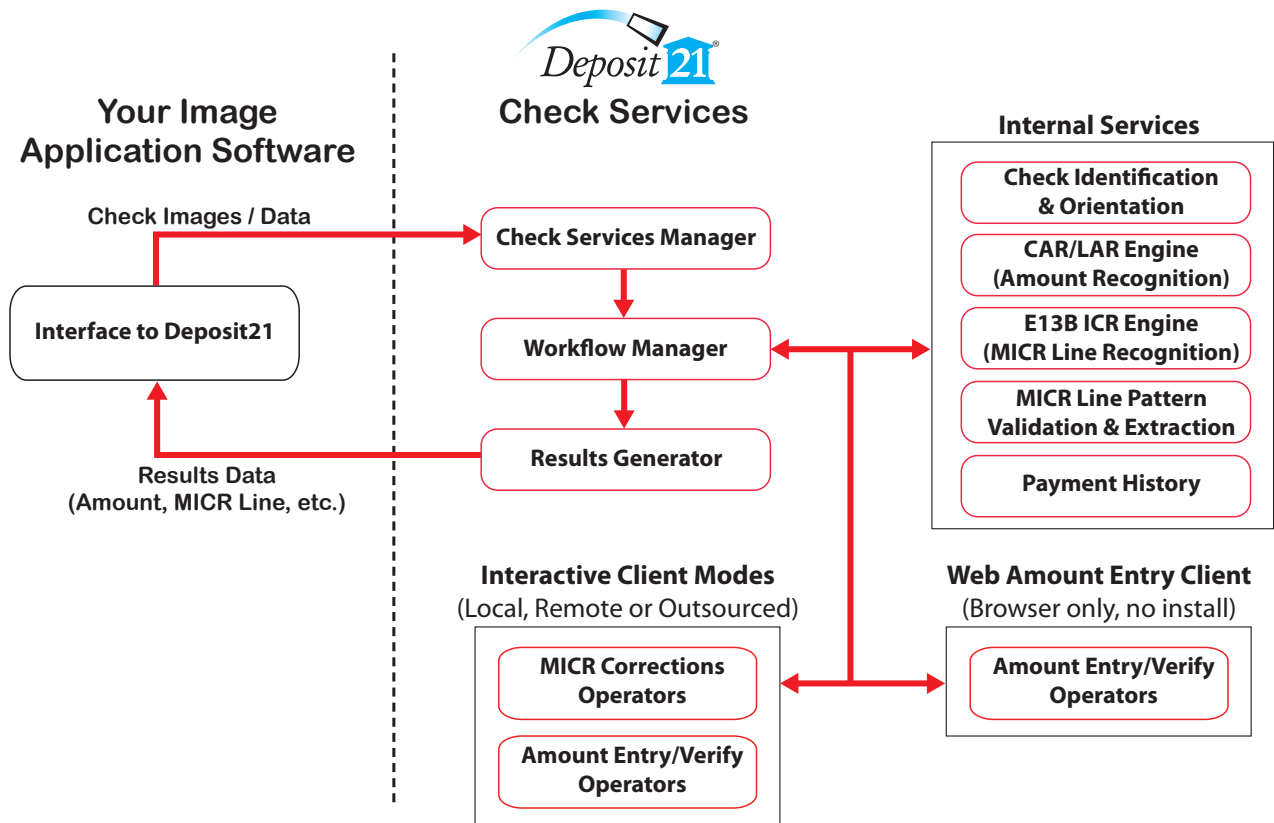 Deposit 21®
Check Services
Your Image
Application Software
Check Images / Data
Interface to Deposit21
Results Data
(Amount, MICR Line, etc.)
Check Services Manager
Workflow Manager
Results Generator
Internal Services
Check Identification
& Orientation
CAR/LAR Engine
(Amount Recognition)
E13B ICR Engine
(MICR Line Recognition)
MICR Line Pattern
Validation & Extraction
Payment History
Interactive Client Modes
(Local, Remote or Outsourced)
MICR Corrections
Operators
Amount Entry/Verify
Operators
Web Amount Entry Client
(Browser only, no install)
Amount Entry/Verify
Operators